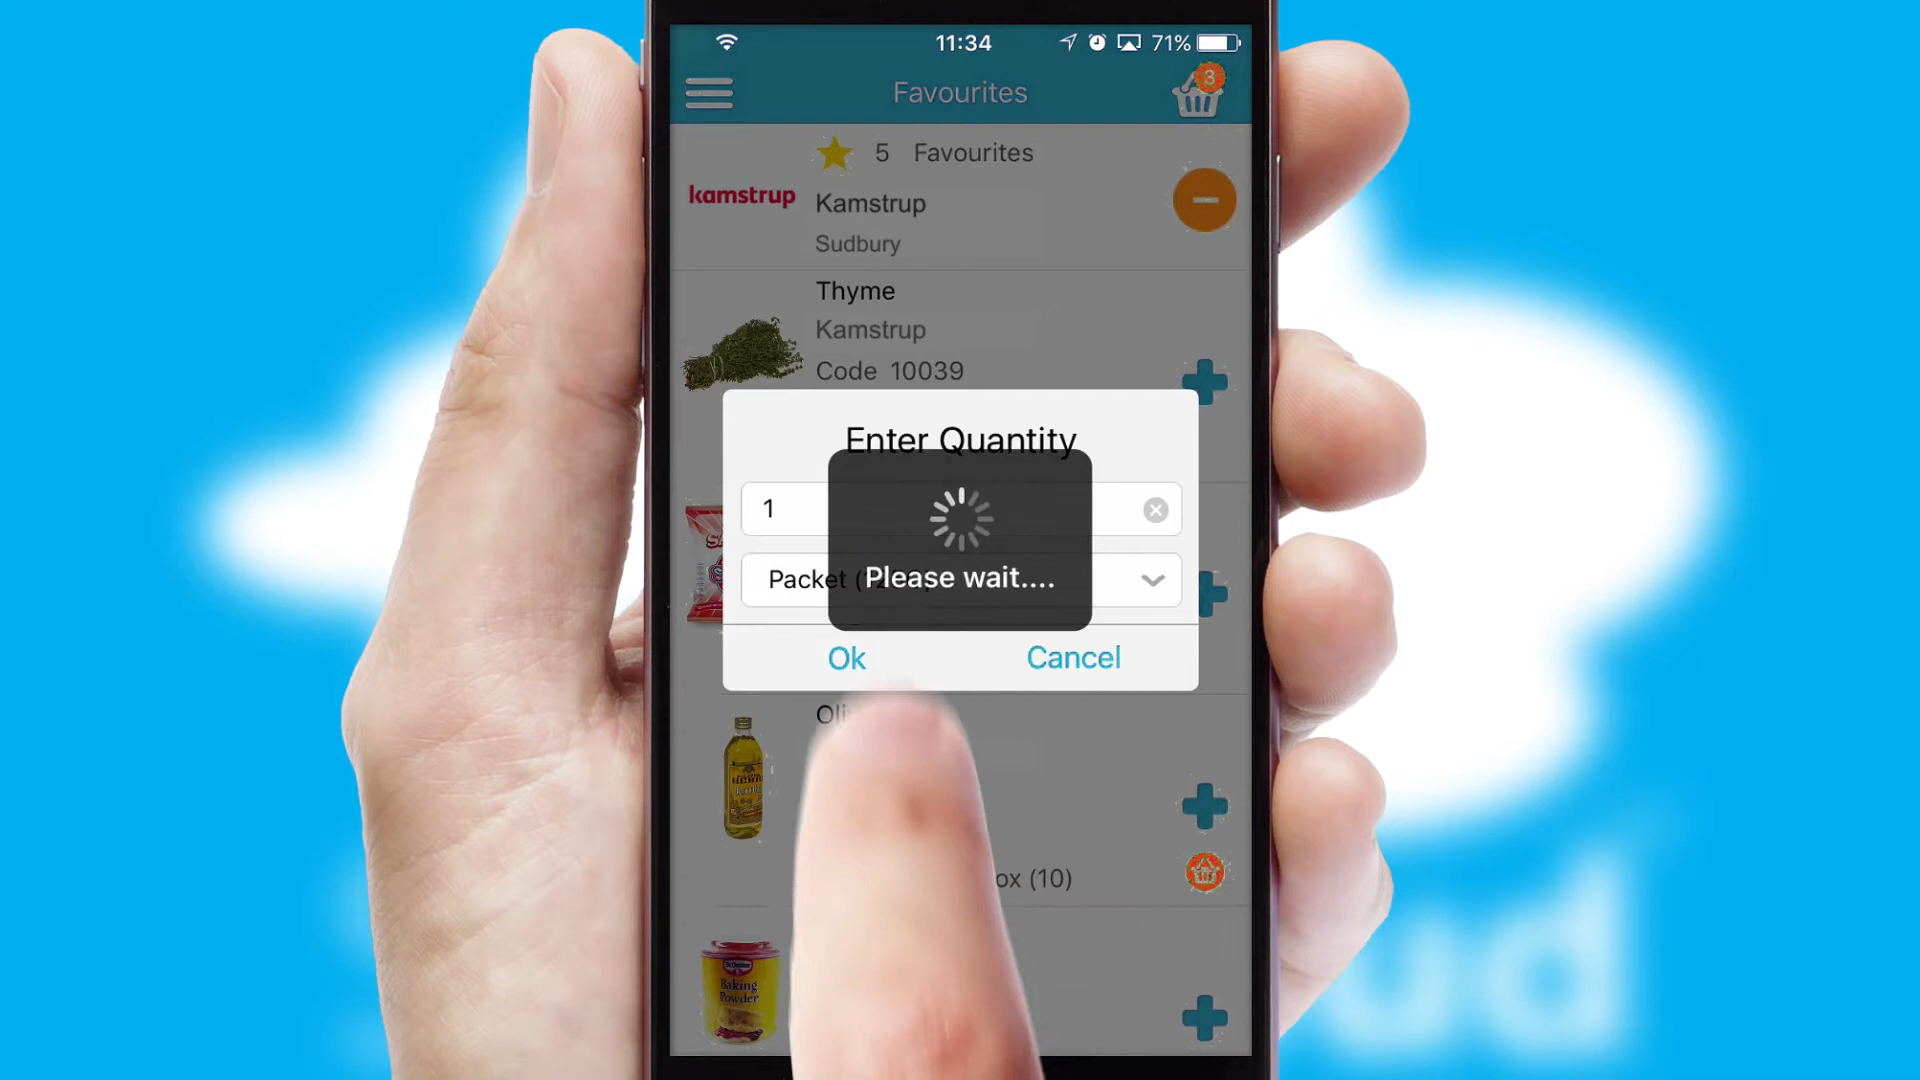 11:34
71%
Favourites
3
5 Favourites
kamstrup
Kamstrup
Sudbury
Thyme
Kamstrup
Code 10039
Enter Quantity
1
Please wait....
Packet
Ok
Cancel
ox (10)
Baking
Powder
ud